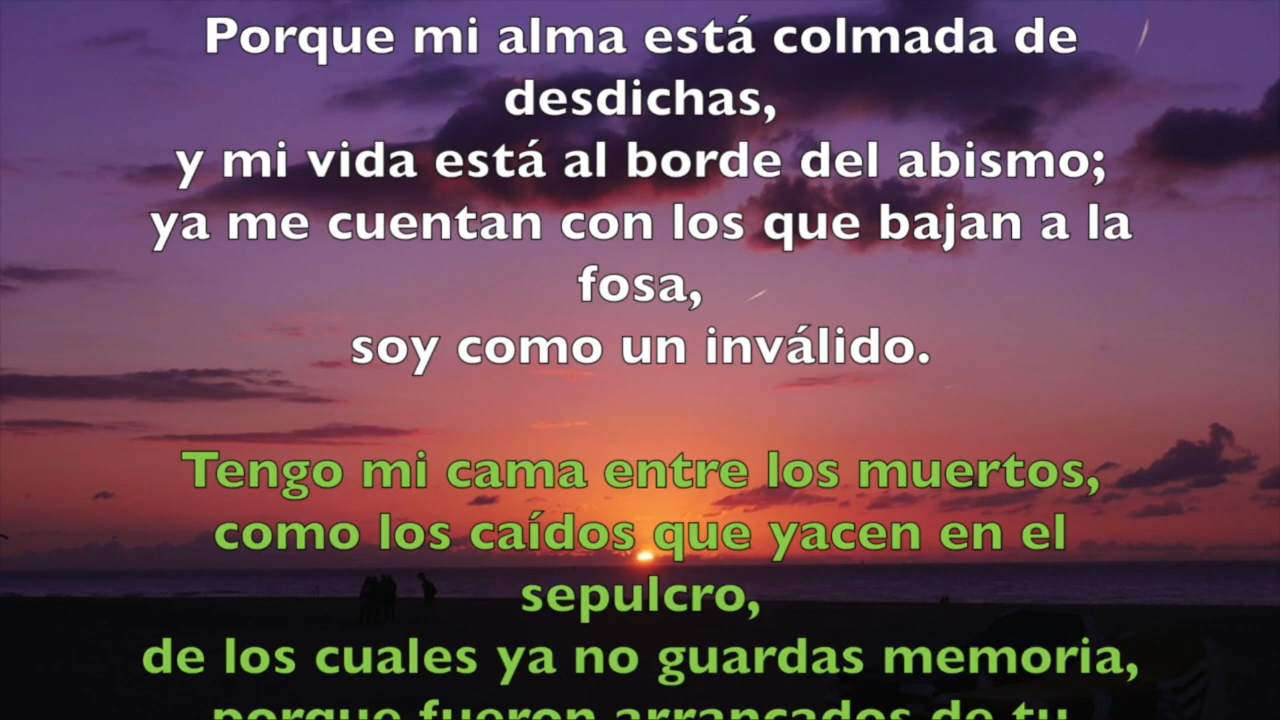 Porque mi alma está colmada de
desdichas,
y mi vida está al borde del abismo;
ya me cuentan con los que bajan a la
fosa,
soy como un inválido.
Tengo mi cama entre los muertos,
como los caídos que yacen en el
sepulcro,
de los cuales ya no guardas memoria,
porque fueron arrancados de tu